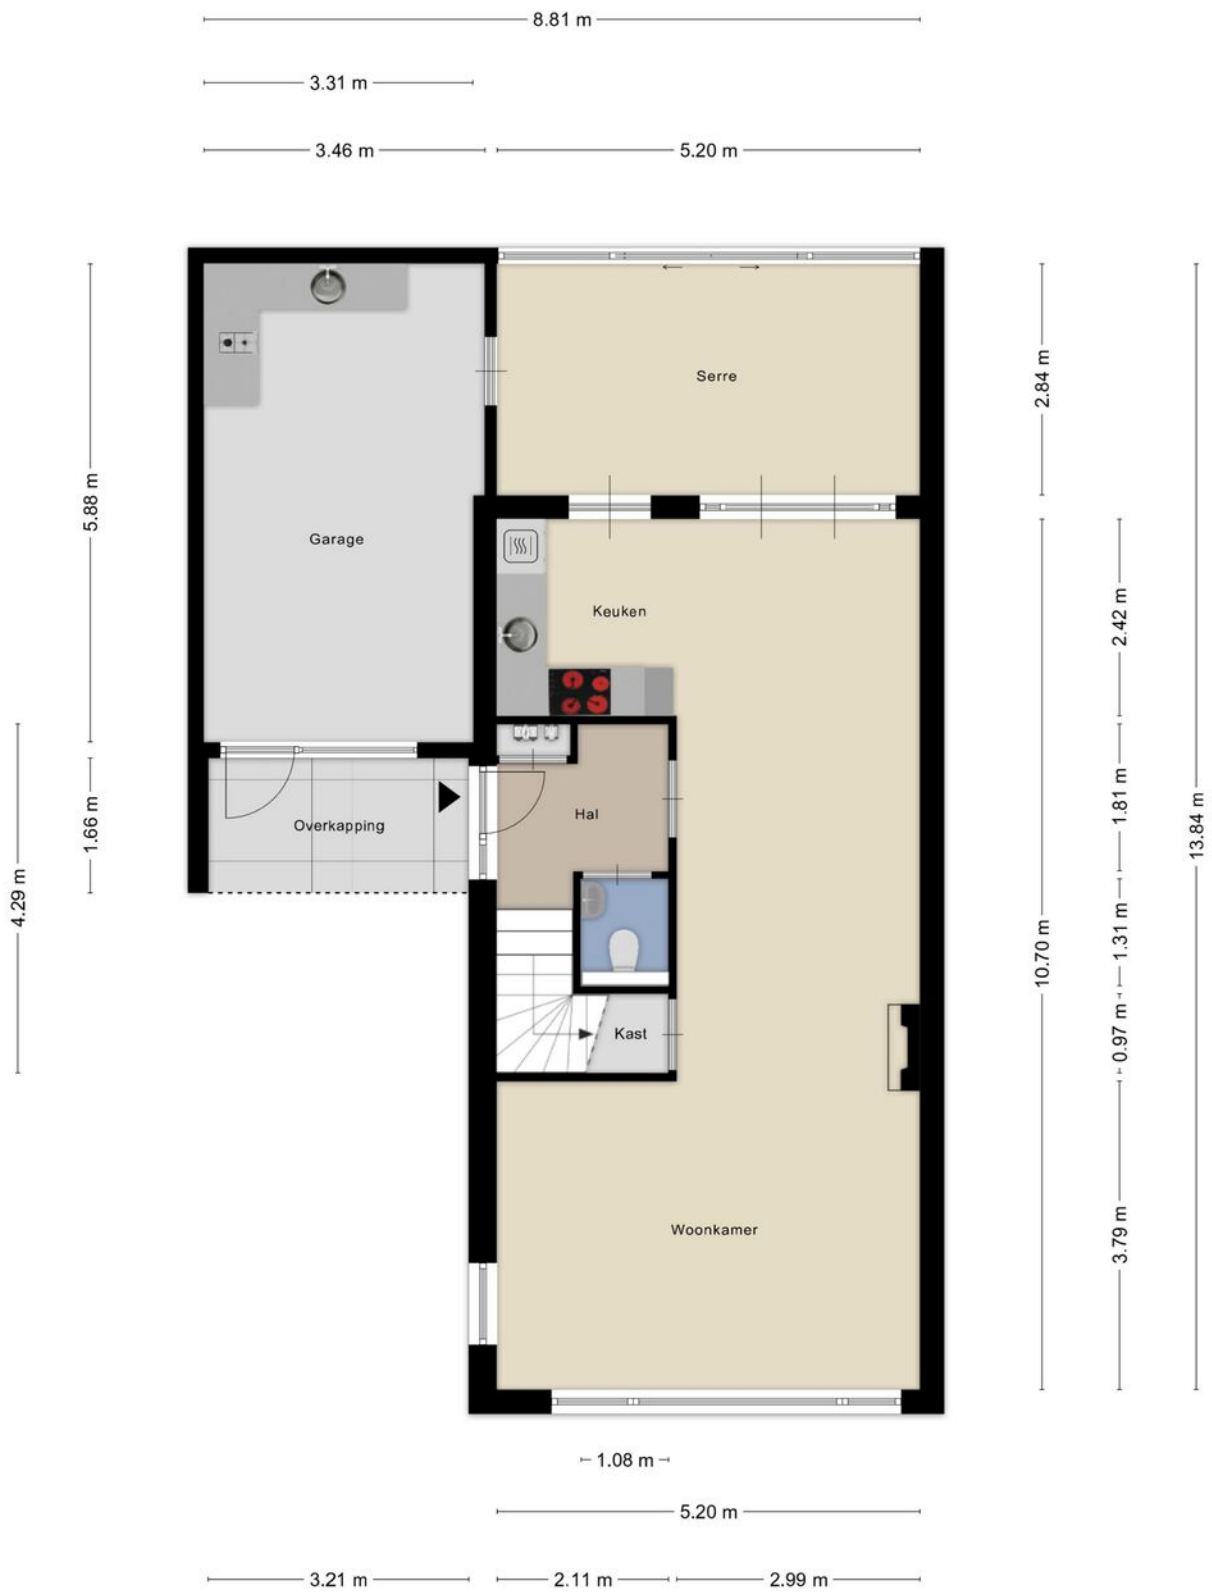 8.81 m
3.31 m
3.46 m
5.20 m
Serre
2.84 m
5.88 m
Garage
Keuken
2.42 m
Hal
1.81 m
Overkapping
1.66 m
13.84 m
4.29 m
1.31 m
10.70 m
Kast
0.97 m
3.79 m
Woonkamer
1.08 m
5.20 m
3.21 m
2.11 m
2.99 m